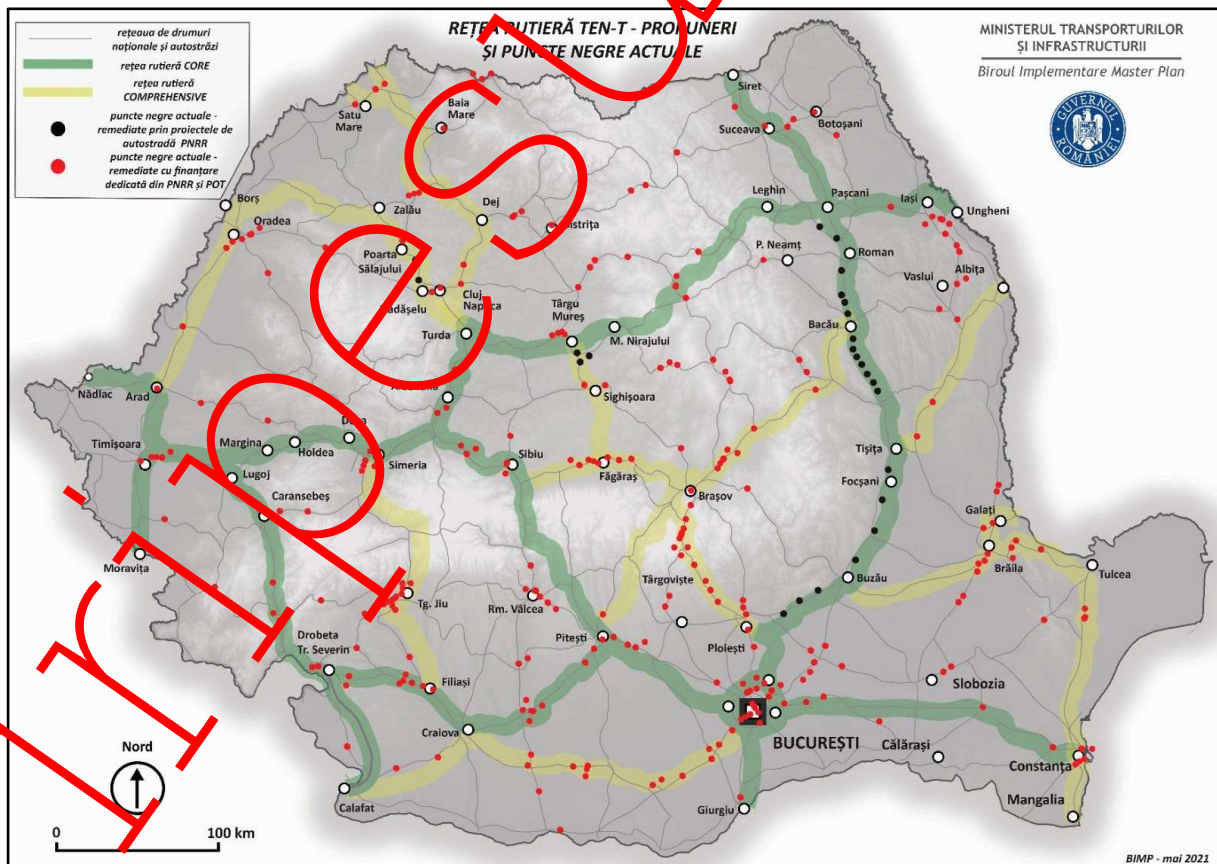 REȚEA RUTIERĂ TEN-T - PROPUNERI
ȘI PUNCTE NEGRE ACTUALE
MINISTERUL TRANSPORTURILOR
ȘI INFRASTRUCTURII
Biroul Implementare Master Plan
GUVERNUL
ROMÂNIEI
rețeaua de drumuri
naționale și autostrăzi
rețea rutieră CORE
rețea rutieră
COMPREHENSIVE
puncte negre actuale -
remediate prin proiectele de
autostradă PNRR
puncte negre actuale -
remediate cu finanțare
dedicată din PNRR și POT
Siret
Satu
Mare
Baia
Mare
Suceava
Botoșani
Borș
Oradea
Zalău
Dej
Leghin
Pașcani
Iași
Ungheni
Poarta
Sălajului
P. Neamț
Roman
Vaslui
Albița
Cluj
Napoca
Târgu
Mureș
Turda
M. Nirajului
Bacău
Nădlac
Arad
Sighișoara
Timișoara
Margina
Holdea
Lugoj
Simeria
Sibiu
Făgăraș
Tișița
Caransebeș
Brașov
Focșani
Galați
Moravița
Brăila
Tulcea
Târgoviște
Buzău
Tg. Jiu
Rm. Vâlcea
Drobeta
Tr. Severin
Pitești
Ploiești
Filiași
Slobozia
Craiova
BUCUREȘTI
Călărași
Constanța
Nord
Calafat
Giurgiu
Mangalia
0
100 km
BIMP - mai 2021